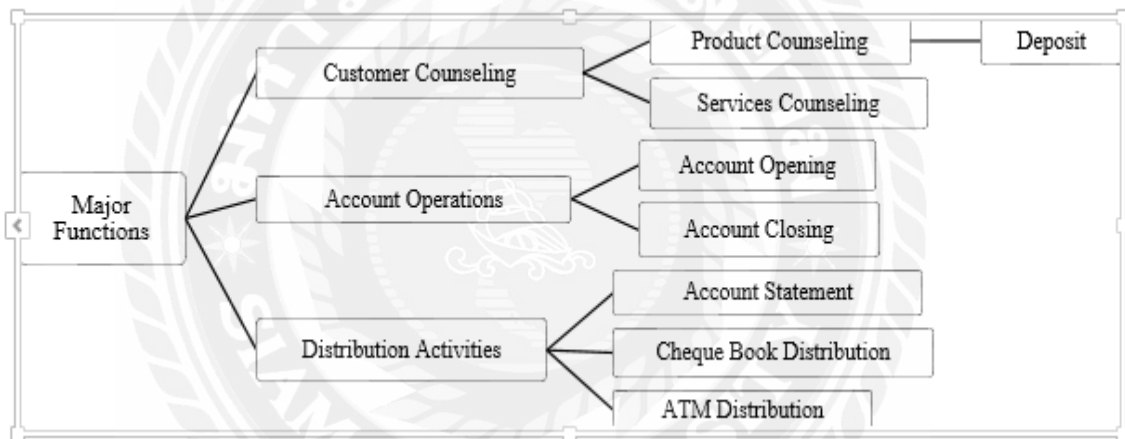 Product Counseling
Deposit
Customer Counseling
Services Counseling
Account Opening
Major
Functions
Account Operations
Account Closing
Account Statement
Distribution Activities
Cheque Book Distribution
ATM Distribution